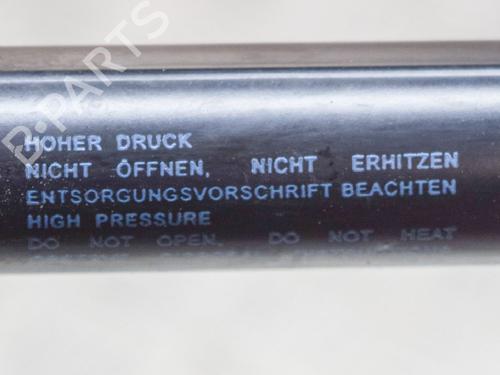 HOHER DRUCK
NICHT ÖFFNEN, NICHT ERHITZEN
ENTSORGUNGSVORSCHRIFT BEACHTEN
HIGH PRESSURE
DO NOT OPEN. DO NOT HEAT
B-PARTS